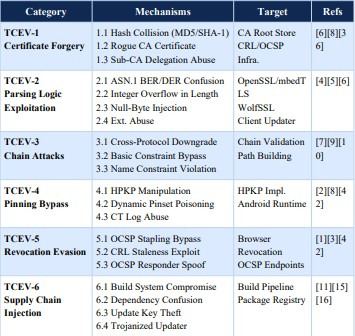 Category Mechanisms Target Refs
TCEV-1 1.1 Hash Collision (MD5/SHA-1) CA Root Store [6][8][3
Certificate Forgery 1.2 Rogue CA Certificate CRL/OCSP 6]
1.3 Sub-CA Delegation Abuse Infra.
TCEV-2 2.1 ASN.1 BER/DER Confusion OpenSSL/mbedT [4][5][6]
Parsing Logic 2.2 Integer Overflow in Length LS
Exploitation 2.3 Null-Byte Injection WolfSSL
2.4 Ext. Abuse Client Updater
TCEV-3 3.1 Cross-Protocol Downgrade Chain Validation [7][9][1
Chain Attacks 3.2 Basic Constraint Bypass Path Building 0]
3.3 Name Constraint Violation
TCEV-4 4.1 HPKP Manipulation HPKP Impl. [2][8][4
Pinning Bypass 4.2 Dynamic Pinset Poisoning Android Runtime 2]
4.3 CT Log Abuse
TCEV-5 5.1 OCSP Stapling Bypass Browser [1][3][4
Revocation Evasion 5.2 CRL Staleness Exploit Revocation 2]
5.3 OCSP Responder Spoof OCSP Endpoints
TCEV-6 6.1 Build System Compromise Build Pipeline [11][15]
Supply Chain 6.2 Dependency Confusion Package Registry [16]
Injection 6.3 Update Key Theft
6.4 Trojanized Updater